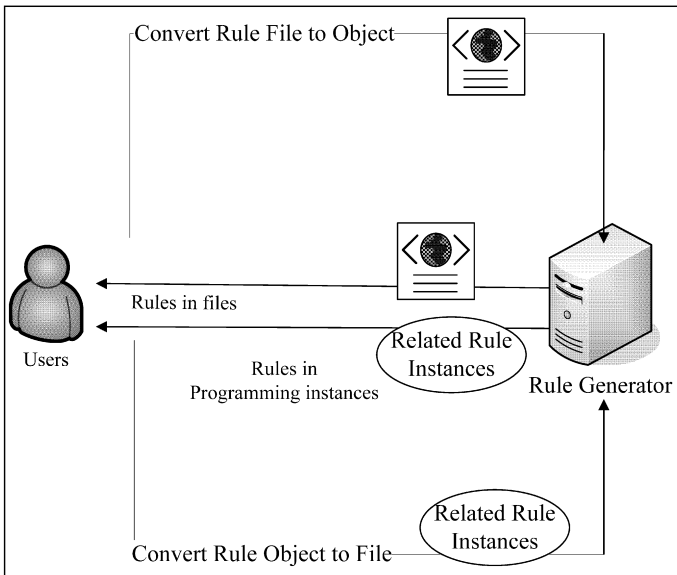 Convert Rule File to Object
Rules in files
Users
Related Rule
Instances
Rules in
Programming instances
Rule Generator
Related Rule
Instances
Convert Rule Object to File